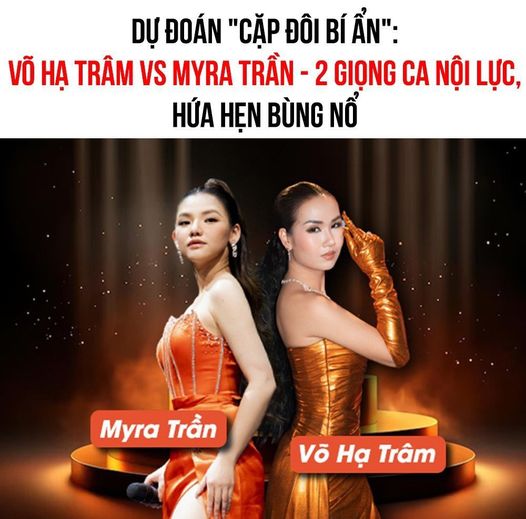 DỰ ĐOÁN "CẶP ĐÔI BÍ ẨN":
VÕ HẠ TRÂM VS MYRA TRẦN - 2 GIỌNG CA NỘI LỰC,
HỨA HẸN BÙNG NỔ
Myra Trần
Võ Hạ Trâm